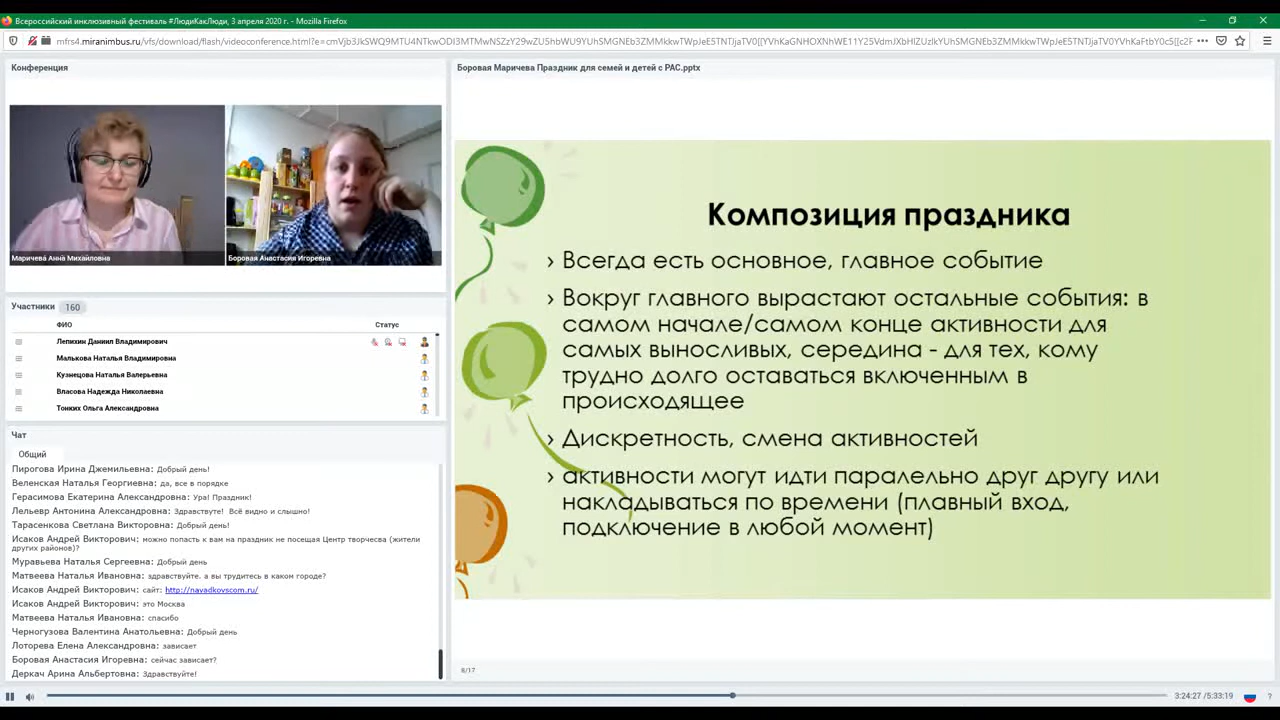 Всероссийский инклюзивный фестиваль #ЛюдиКакЛюди, 3 апреля 2020 г. - Mozilla Firefox
Конференция
Маричева Анна Михайловна
Боровая Анастасия Игоревна
Участники 160
ФИО Статус
Лепихин Даниил Владимирович
Малькова Наталья Владимировна
Кузнецова Наталья Валерьевна
Власова Надежда Николаевна
Тонких Ольга Александровна
Чат
Общий
Пирогова Ирина Джемильевна: Добрый день!
Веленская Наталья Георгиевна: да, все в порядке
Герасимова Екатерина Александровна: Ура! Праздник!
Лельевр Антонина Александровна: Здравствуте! Всё видно и слышно!
Тарасенкова Светлана Викторовна: Добрый день!
Исаков Андрей Викторович: можно попасть к вам на праздник не посещая Центр творчесва (жители
других районов)?
Муравьева Наталья Сергеевна: Добрый день
Матвеева Наталья Ивановна: здравствуйте. а вы трудитесь в каком городе?
Исаков Андрей Викторович: сайт: http://navadkovscom.ru/
Исаков Андрей Викторович: это Москва
Матвеева Наталья Ивановна: спасибо
Черногузова Валентина Анатольевна: Добрый день
Лоторева Елена Александровна: зависает
Боровая Анастасия Игоревна: сейчас зависает?
Деркач Арина Альбертовна: Здравствуйте!
Боровая Маричева Праздник для семей и детей с РАС.pptx
Композиция праздника
› Всегда есть основное, главное событие
› Вокруг главного вырастают остальные события: в
самом начале/самом конце активности для
самых выносливых, середина - для тех, кому
трудно долго оставаться включенным в
происходящее
› Дискретность, смена активностей
› активности могут идти паралельно друг другу или
накладываться по времени (плавный вход,
подключение в любой момент)
8/17
3:24:27 /5:33:19
?